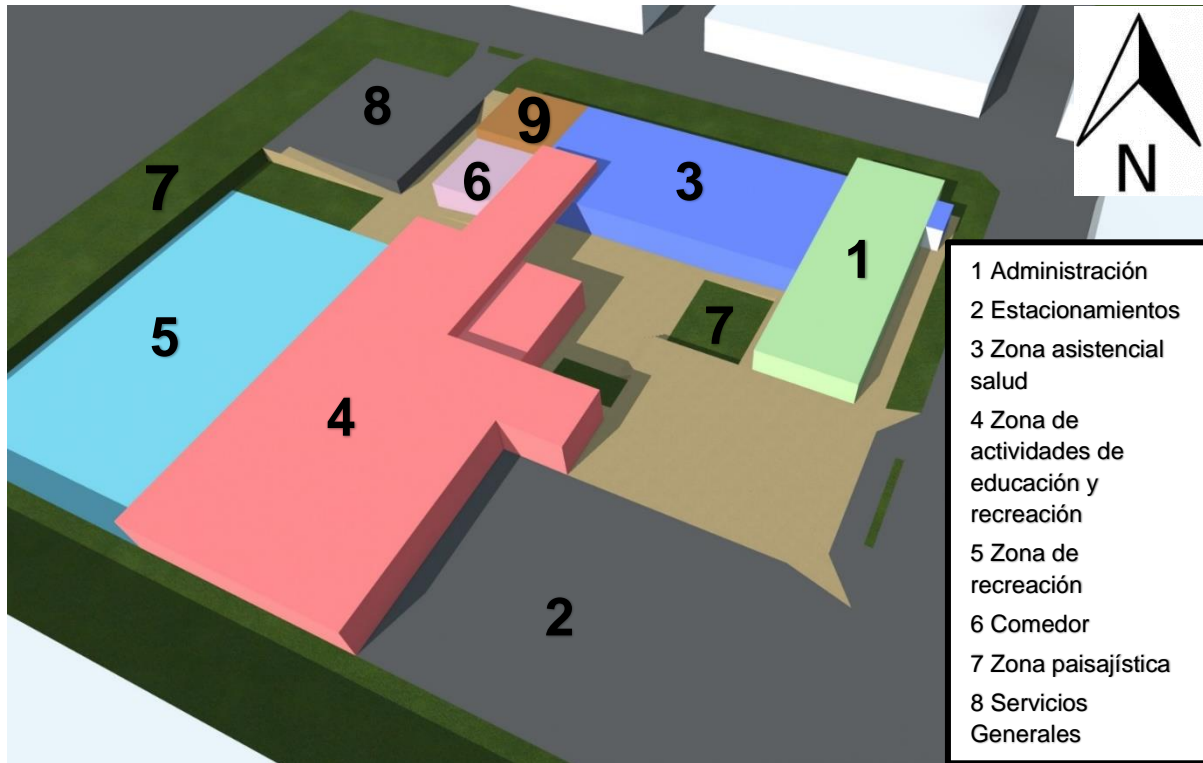 N
8
9
7
6
3
1
5
7
4
2
1 Administración
2 Estacionamientos
3 Zona asistencial
salud
4 Zona de
actividades de
educación y
recreación
5 Zona de
recreación
6 Comedor
7 Zona paisajística
8 Servicios
Generales